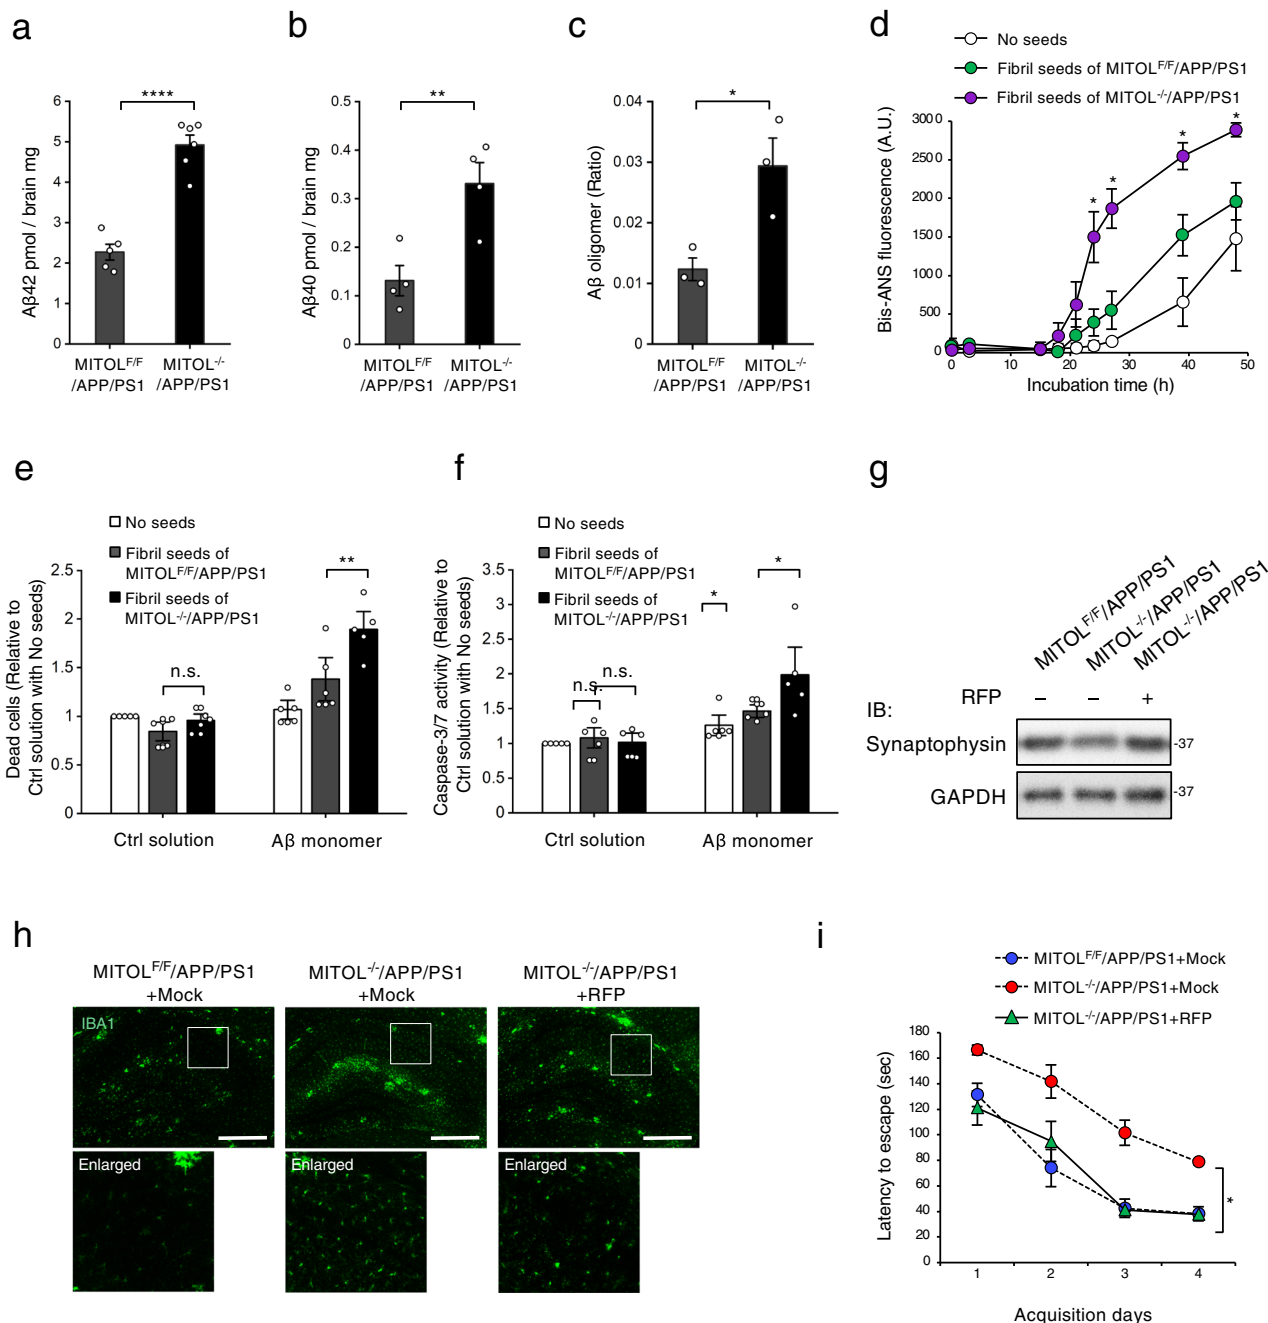 a
Aβ42 pmol / brain mg
6
5
4
3
2
1
0
****
MITOL^F/F
/APP/PS1
MITOL^-/-
/APP/PS1
b
Aβ40 pmol / brain mg
0.5
0.4
0.3
0.2
0.1
0
**
MITOL^F/F
/APP/PS1
MITOL^-/-
/APP/PS1
c
Aβ oligomer (Ratio)
0.04
0.03
0.02
0.01
0
*
MITOL^F/F
/APP/PS1
MITOL^-/-
/APP/PS1
d
No seeds
Fibril seeds of MITOL^F/F/APP/PS1
Fibril seeds of MITOL^-/-/APP/PS1
Bis-ANS fluorescence (A.U.)
3000
2500
2000
1500
1000
500
0
* * * *
0 10 20 30 40 50
Incubation time (h)
e
No seeds
Fibril seeds of
MITOL^F/F/APP/PS1
Fibril seeds of
MITOL^-/-/APP/PS1
Dead cells (Relative to
Ctrl solution with No seeds)
2.5
2
1.5
1
0.5
0
n.s.
**
Ctrl solution
Aβ monomer
f
No seeds
Fibril seeds of
MITOL^F/F/APP/PS1
Fibril seeds of
MITOL^-/-/APP/PS1
Caspase-3/7 activity (Relative to
Ctrl solution with No seeds)
3.5
3
2.5
2
1.5
1
0.5
0
n.s.
n.s.
*
*
Ctrl solution
Aβ monomer
g
MITOL^F/F/APP/PS1
MITOL^-/-/APP/PS1
MITOL^-/-/APP/PS1
RFP – – +
IB:
Synaptophysin
-37
GAPDH
-37
h
MITOL^F/F/APP/PS1
+Mock
MITOL^-/-/APP/PS1
+Mock
MITOL^-/-/APP/PS1
+RFP
IBA1
Enlarged
Enlarged
Enlarged
i
MITOL^F/F/APP/PS1+Mock
MITOL^-/-/APP/PS1+Mock
MITOL^-/-/APP/PS1+RFP
Latency to escape (sec)
180
160
140
120
100
80
60
40
20
0
*
1 2 3 4
Acquisition days